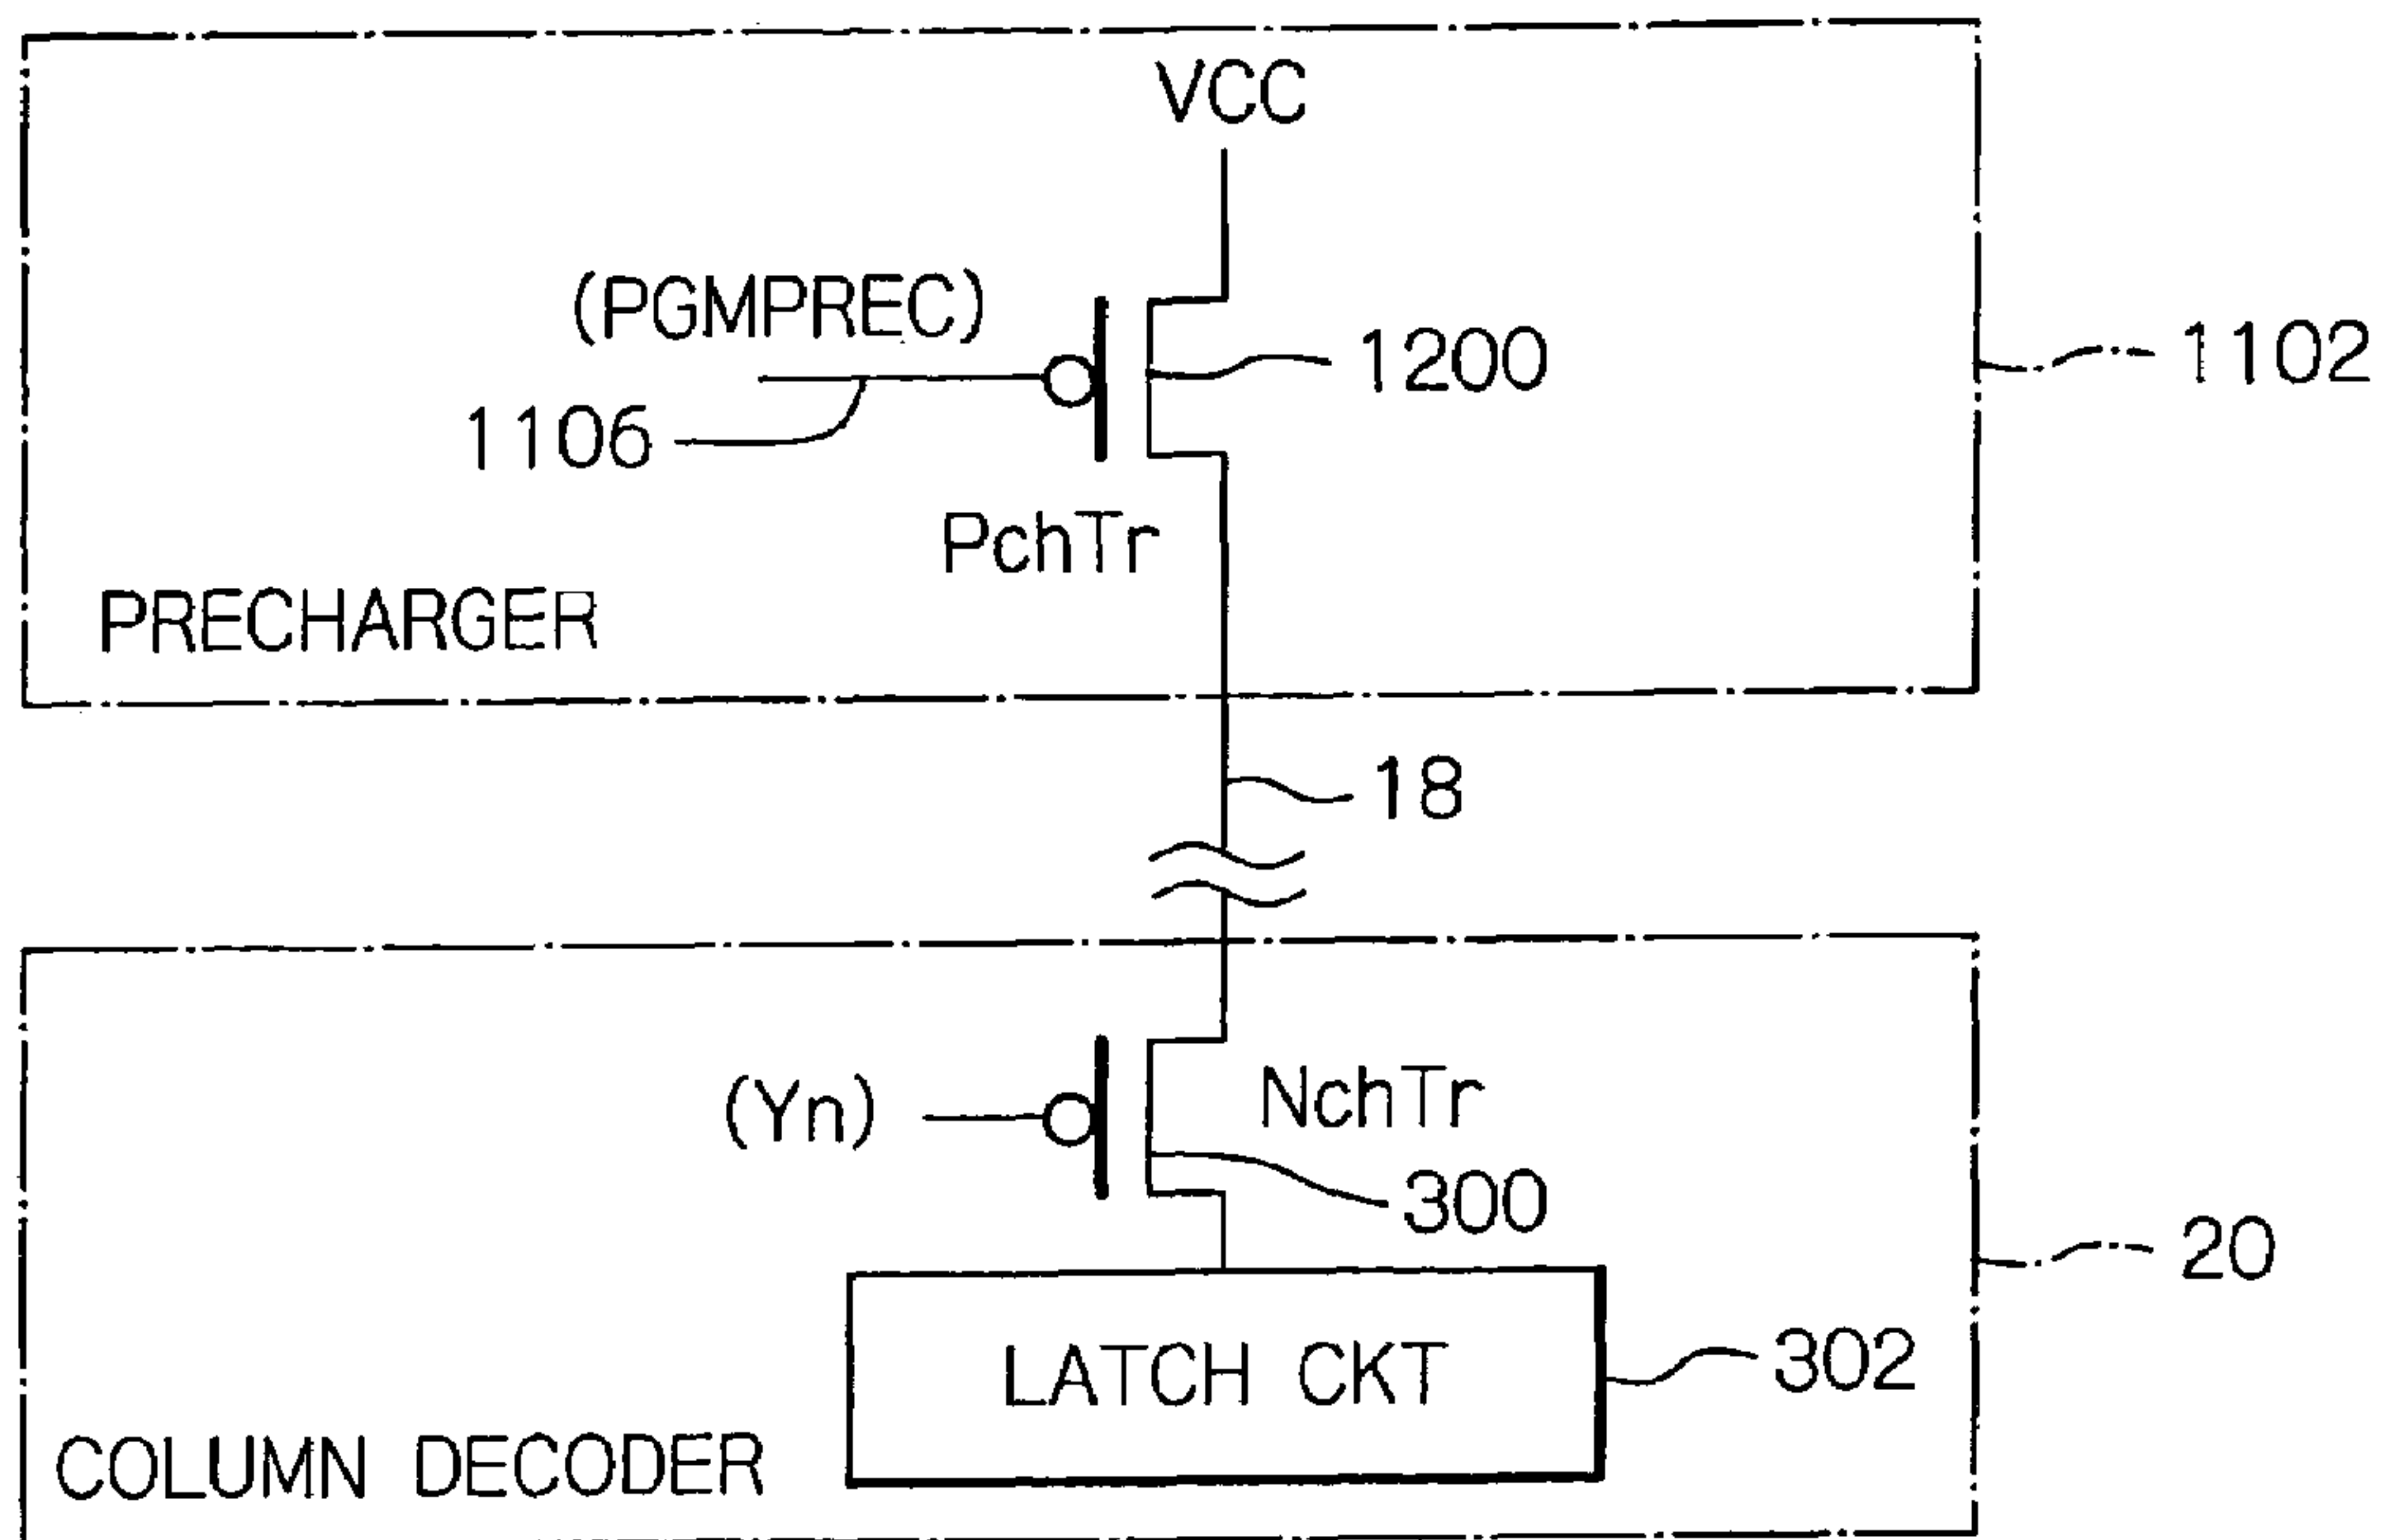 VCC
(PGMPREC)
1200
1102
1106
PchTr
PRECHARGER
18
(Yn)
NchTr
300
20
LATCH CKT
302
COLUMN DECODER